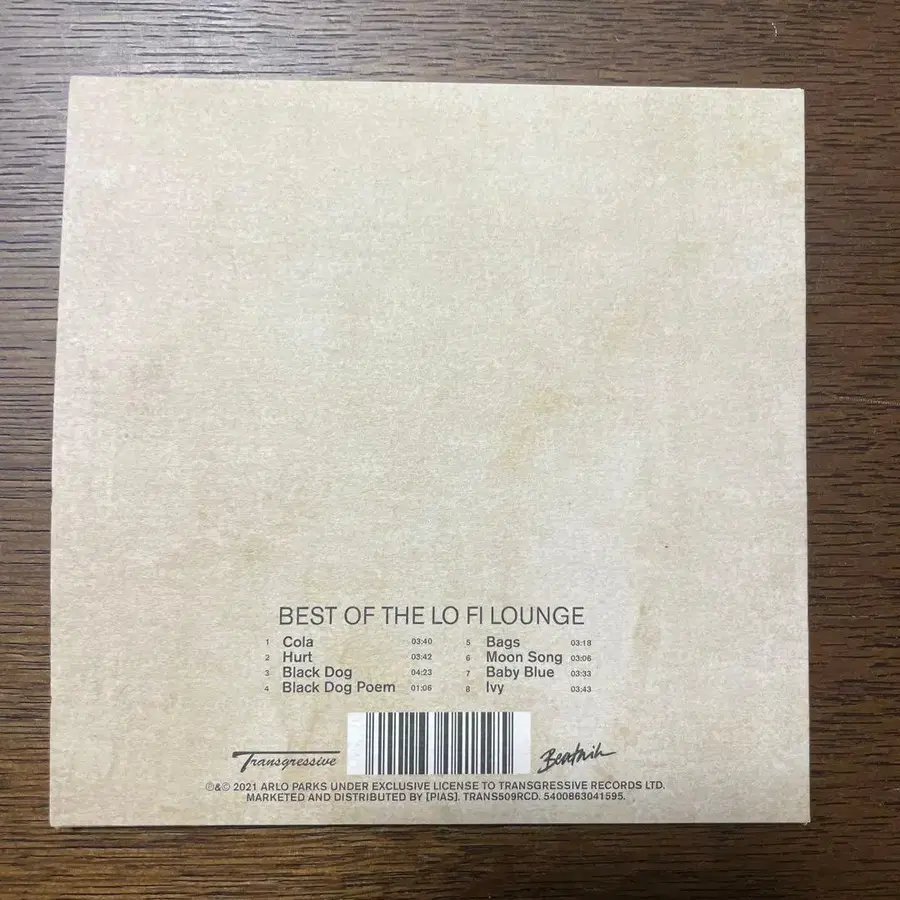 BEST OF THE LO FI LOUNGE
1 Cola 03:40
2 Hurt 03:42
3 Black Dog 04:23
4 Black Dog Poem 01:06
5 Bags 03:18
6 Moon Song 03:06
7 Baby Blue 03:33
8 Ivy 03:43
Transgressive
Beatnik
℗&© 2021 ARLO PARKS UNDER EXCLUSIVE LICENSE TO TRANSGRESSIVE RECORDS LTD.
MARKETED AND DISTRIBUTED BY [PIAS]. TRANS509RCD. 5400863041595.